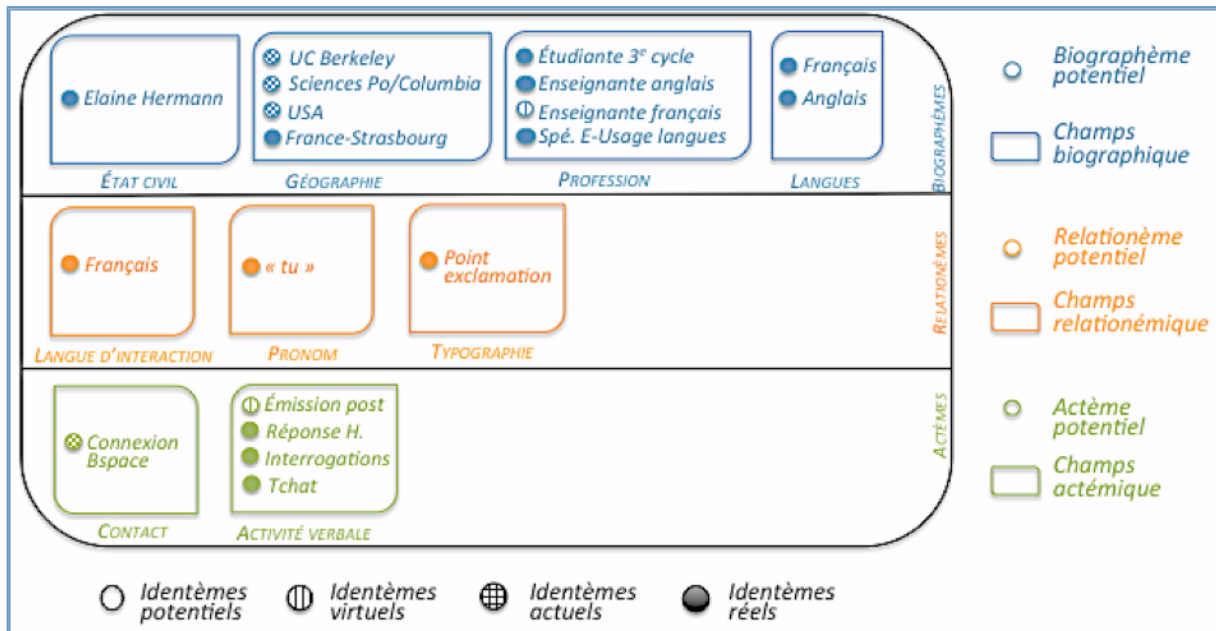 Elaine Hermann
ÉTAT CIVIL
UC Berkeley
Sciences Po/Columbia
USA
France-Strasbourg
GÉOGRAPHIE
Étudiante 3e cycle
Enseignante anglais
Enseignante français
Spé. E-Usage langues
PROFESSION
Français
Anglais
LANGUES
BIOGRAPHÈMES
Biographème
potentiel
Champs
biographique
Français
LANGUE D'INTERACTION
« tu »
PRONOM
Point
exclamation
TYPOGRAPHIE
RELATIONÈMES
Relationème
potentiel
Champs
relationémique
Connexion
Bspace
CONTACT
Émission post
Réponse H.
Interrogations
Tchat
ACTIVITÉ VERBALE
ACTÈMES
Actème
potentiel
Champs
actémique
Identèmes
potentiels
Identèmes
virtuels
Identèmes
actuels
Identèmes
réels